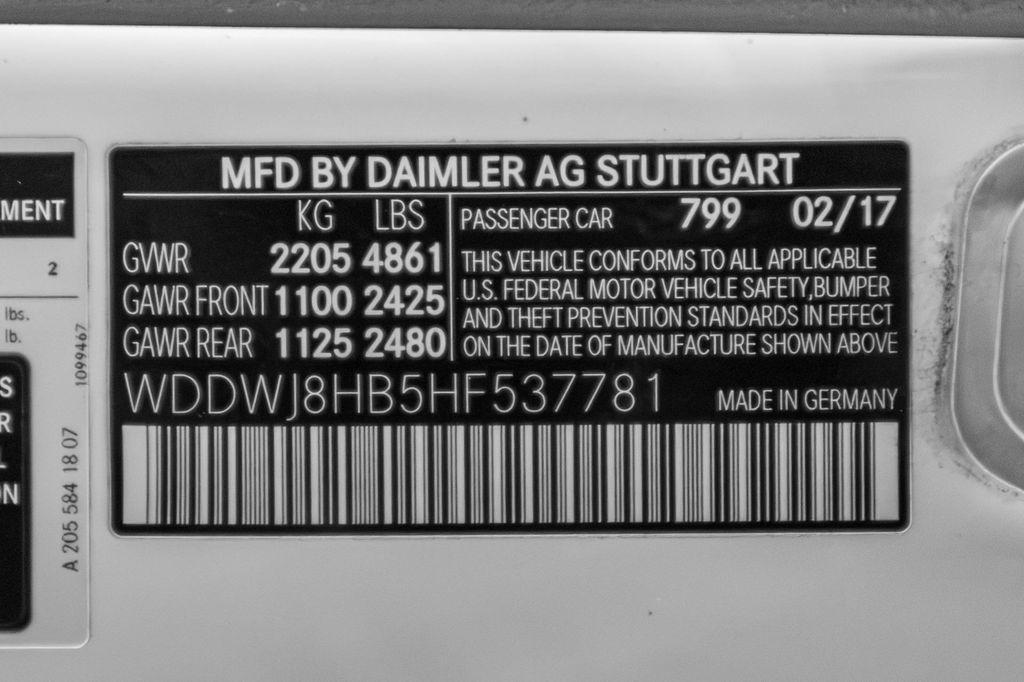 MFD BY DAIMLER AG STUTTGART
KG LBS
GVWR 2205 4861
GAWR FRONT 1100 2425
GAWR REAR 1125 2480
PASSENGER CAR 799 02/17
THIS VEHICLE CONFORMS TO ALL APPLICABLE
U.S. FEDERAL MOTOR VEHICLE SAFETY,BUMPER
AND THEFT PREVENTION STANDARDS IN EFFECT
ON THE DATE OF MANUFACTURE SHOWN ABOVE
WDDWJ8HB5HF537781 MADE IN GERMANY
MENT
2
lbs.
lb.
1099467
A 205 584 18 07
S
R
L
ON